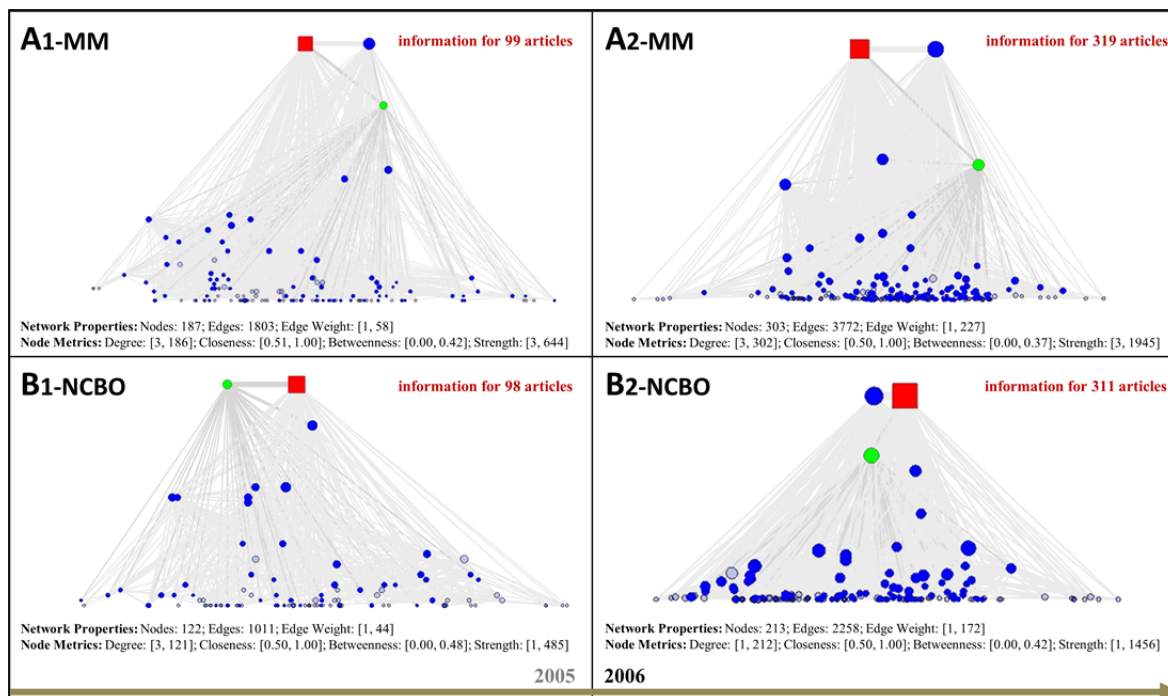 A1-MM
information for 99 articles
Network Properties: Nodes: 187; Edges: 1803; Edge Weight: [1, 58]
Node Metrics: Degree: [3, 186]; Closeness: [0.51, 1.00]; Betweenness: [0.00, 0.42]; Strength: [3, 644]
A2-MM
information for 319 articles
Network Properties: Nodes: 303; Edges: 3772; Edge Weight: [1, 227]
Node Metrics: Degree: [3, 302]; Closeness: [0.50, 1.00]; Betweenness: [0.00, 0.37]; Strength: [3, 1945]
B1-NCBO
information for 98 articles
Network Properties: Nodes: 122; Edges: 1011; Edge Weight: [1, 44]
Node Metrics: Degree: [3, 121]; Closeness: [0.50, 1.00]; Betweenness: [0.00, 0.48]; Strength: [1, 485]
2005
B2-NCBO
information for 311 articles
Network Properties: Nodes: 213; Edges: 2258; Edge Weight: [1, 172]
Node Metrics: Degree: [1, 212]; Closeness: [0.50, 1.00]; Betweenness: [0.00, 0.42]; Strength: [1, 1456]
2006